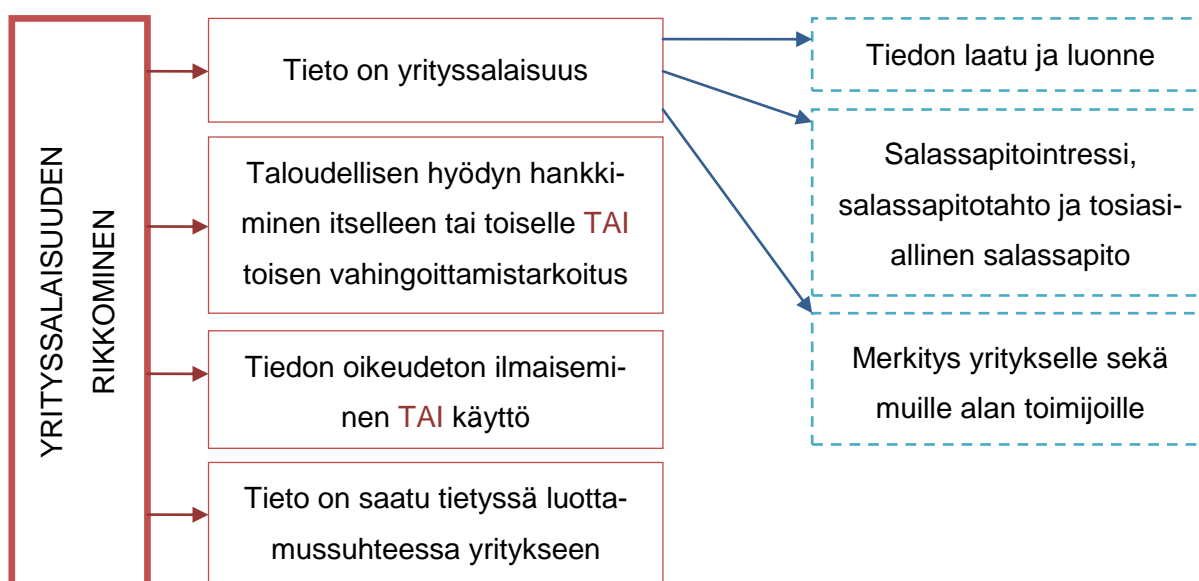 YRITYSSALAISUUDEN
RIKKOMINEN
Tieto on yrityssalaisuus
Taloudellisen hyödyn hankki-
minen itselleen tai toiselle TAI
toisen vahingoittamistarkoitus
Tiedon oikeudeton ilmaisemi-
nen TAI käyttö
Tieto on saatu tietyssä luotta-
mussuhteessa yritykseen
Tiedon laatu ja luonne
Salassapitointressi,
salassapitotahto ja tosiasi-
allinen salassapito
Merkitys yritykselle sekä
muille alan toimijoille